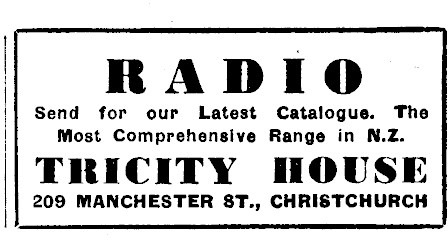 RADIO
Send for our Latest Catalogue. The
Most Comprehensive Range in N.Z.
TRICITY HOUSE
209 MANCHESTER ST., CHRISTCHURCH